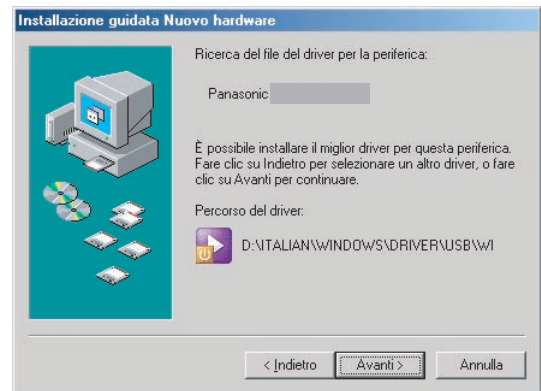 Installazione guidata Nuovo hardware
Ricerca del file del driver per la periferica:
Panasonic
È possibile installare il miglior driver per questa periferica.
Fare clic su Indietro per selezionare un altro driver, o fare
clic su Avanti per continuare.
Percorso del driver:
D:\ITALIAN\WINDOWS\DRIVER\USB\WI
< Indietro
Avanti >
Annulla